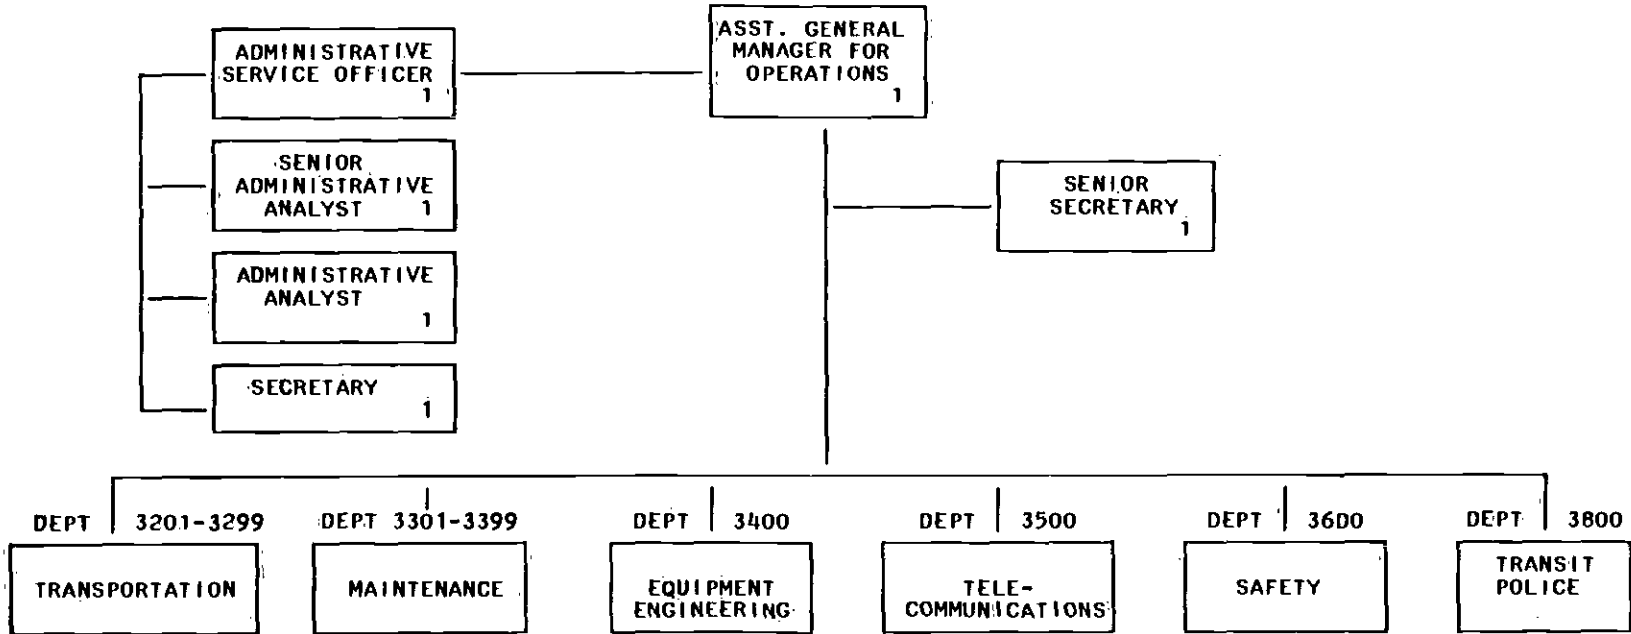 ADMINISTRATIVE
SERVICE OFFICER
1
ASST. GENERAL
MANAGER FOR
OPERATIONS
1
SENIOR
ADMINISTRATIVE
ANALYST 1
SENIOR
SECRETARY
1
ADMINISTRATIVE
ANALYST
1
SECRETARY
1
DEPT 3201-3299
TRANSPORTATION
DEPT 3301-3399
MAINTENANCE
DEPT 3400
EQUIPMENT
ENGINEERING
DEPT 3500
TELE-
COMMUNICATIONS
DEPT 3600
SAFETY
DEPT 3800
TRANSIT
POLICE